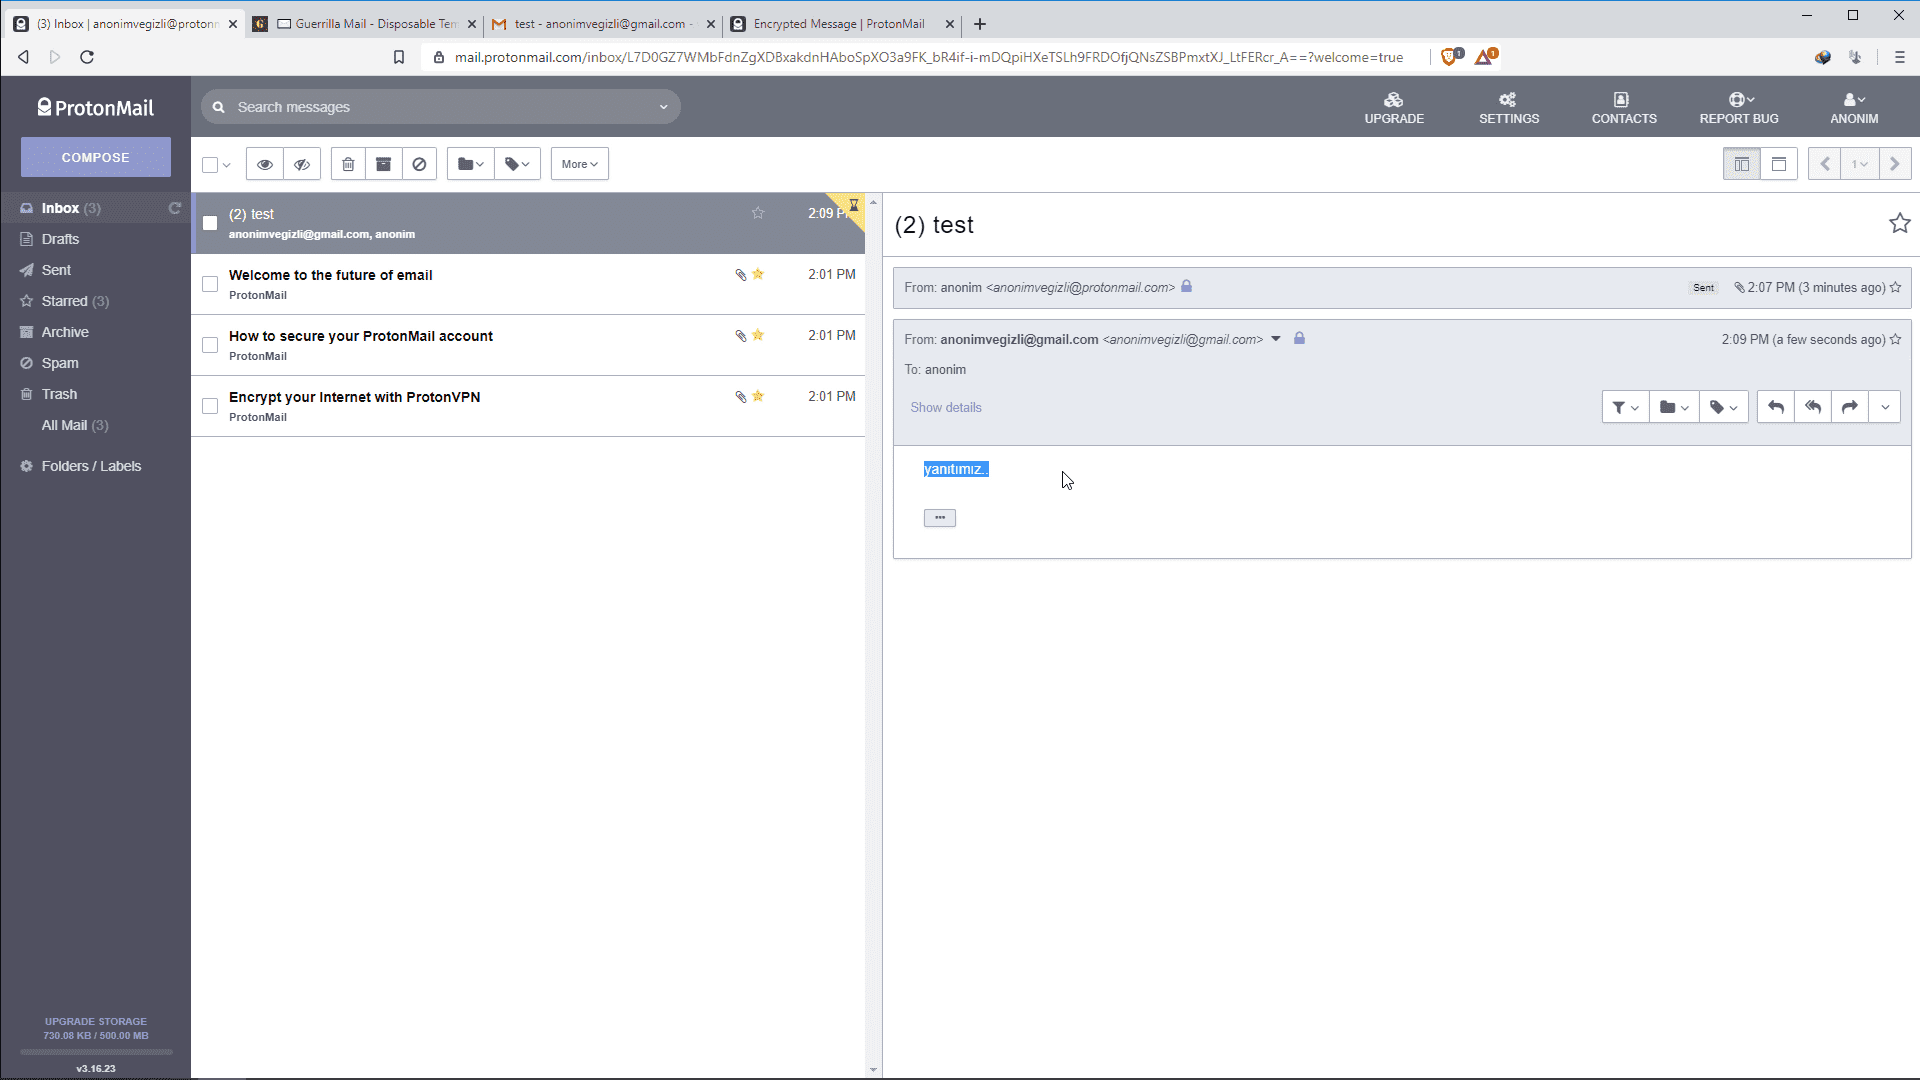 (3) Inbox | anonimvegizli@protonm
Guerrilla Mail - Disposable Tem
test - anonimvegizli@gmail.com -
Encrypted Message | ProtonMail
mail.protonmail.com/inbox/L7D0GZ7WMbFdnZgXDBxakdnHAboSpXO3a9FK_bR4if-i-mDQpiHXeTSLh9FRDOfjQNsZSBPmxtXJ_LtFERcr_A==?welcome=true
1
1
ProtonMail
Search messages
UPGRADE
SETTINGS
CONTACTS
REPORT BUG
ANONIM
COMPOSE
More
1
Inbox (3)
Drafts
Sent
Starred (3)
Archive
Spam
Trash
All Mail (3)
Folders / Labels
UPGRADE STORAGE
730.08 KB / 500.00 MB
v3.16.23
(2) test
2:09 P
anonimvegizli@gmail.com, anonim
Welcome to the future of email
2:01 PM
ProtonMail
How to secure your ProtonMail account
2:01 PM
ProtonMail
Encrypt your Internet with ProtonVPN
2:01 PM
ProtonMail
(2) test
From: anonim <anonimvegizli@protonmail.com>
Sent
2:07 PM (3 minutes ago)
From: anonimvegizli@gmail.com <anonimvegizli@gmail.com>
2:09 PM (a few seconds ago)
To: anonim
Show details
yanıtımız..